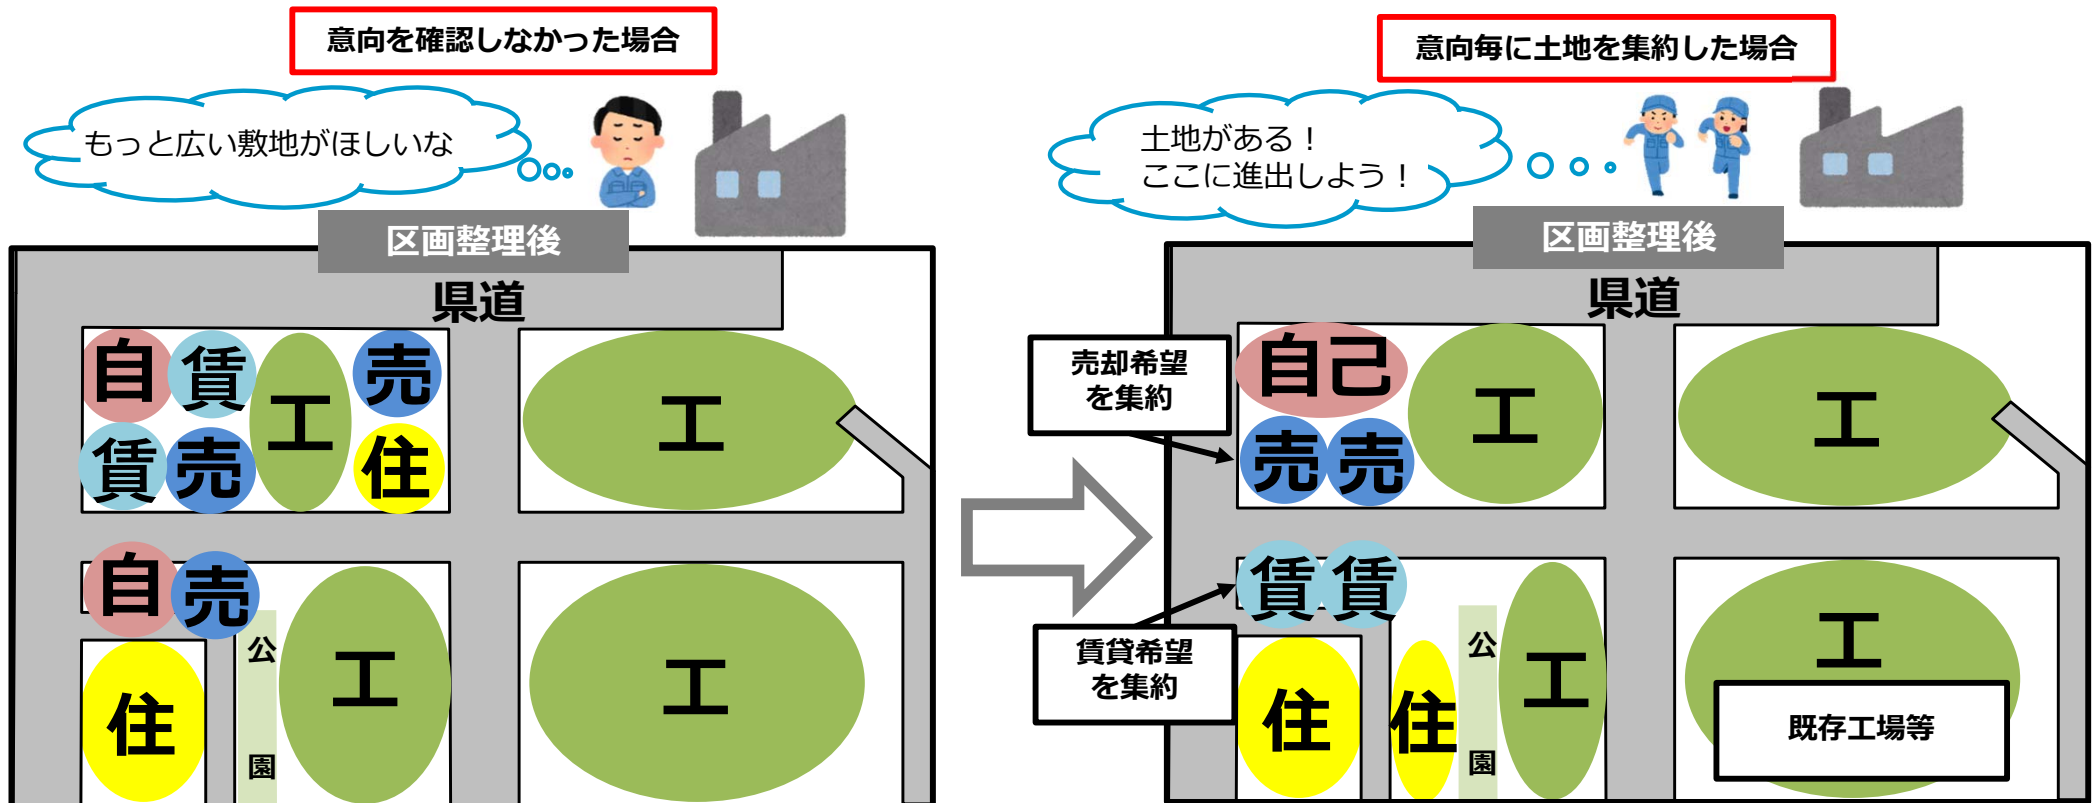 意向を確認しなかった場合
もっと広い敷地がほしいな
区画整理後
県道
自
賃
工
売
賃
売
住
工
自
売
公
園
工
住
工
意向毎に土地を集約した場合
土地がある！
ここに進出しよう！
区画整理後
県道
売却希望
を集約
自己
工
工
売
売
賃
賃
賃貸希望
を集約
住
住
公
園
工
工
既存工場等